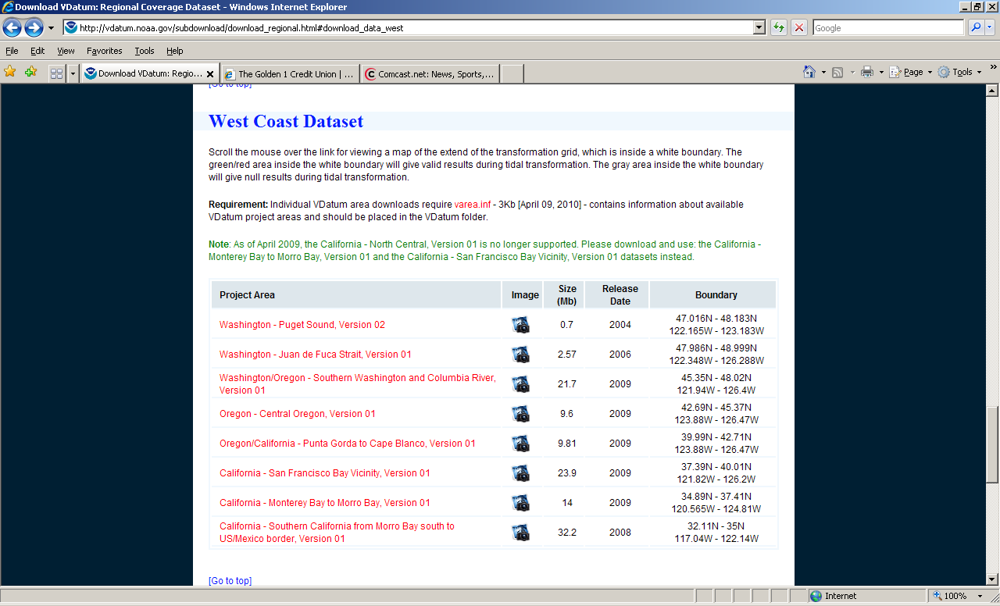 Download VDatum: Regional Coverage Dataset - Windows Internet Explorer
http://vdatum.noaa.gov/subdownload/download_regional.html#download_data_west
Google
File Edit View Favorites Tools Help
Download VDatum: Regio... The Golden 1 Credit Union | ... Comcast.net: News, Sports,... Page Tools
[Go to top]
West Coast Dataset
Scroll the mouse over the link for viewing a map of the extend of the transformation grid, which is inside a white boundary. The
green/red area inside the white boundary will give valid results during tidal transformation. The gray area inside the white boundary
will give null results during tidal transformation.
Requirement: Individual VDatum area downloads require varea.inf - 3Kb [April 09, 2010] - contains information about available
VDatum project areas and should be placed in the VDatum folder.
Note: As of April 2009, the California - North Central, Version 01 is no longer supported. Please download and use: the California -
Monterey Bay to Morro Bay, Version 01 and the California - San Francisco Bay Vicinity, Version 01 datasets instead.
Project Area Image Size (Mb) Release Date Boundary
Washington - Puget Sound, Version 02 0.7 2004 47.016N - 48.183N
122.165W - 123.183W
Washington - Juan de Fuca Strait, Version 01 2.57 2006 47.986N - 48.999N
122.348W - 126.288W
Washington/Oregon - Southern Washington and Columbia River, 21.7 2009 45.35N - 48.02N
Version 01 121.94W - 126.4W
Oregon - Central Oregon, Version 01 9.6 2009 42.69N - 45.37N
123.88W - 126.47W
Oregon/California - Punta Gorda to Cape Blanco, Version 01 9.81 2009 39.99N - 42.71N
123.88W - 126.47W
California - San Francisco Bay Vicinity, Version 01 23.9 2009 37.39N - 40.01N
121.82W - 126.2W
California - Monterey Bay to Morro Bay, Version 01 14 2009 34.89N - 37.41N
120.565W - 124.81W
California - Southern California from Morro Bay south to 32.2 2008 32.11N - 35N
US/Mexico border, Version 01 117.04W - 122.14W
[Go to top]
Internet 100%